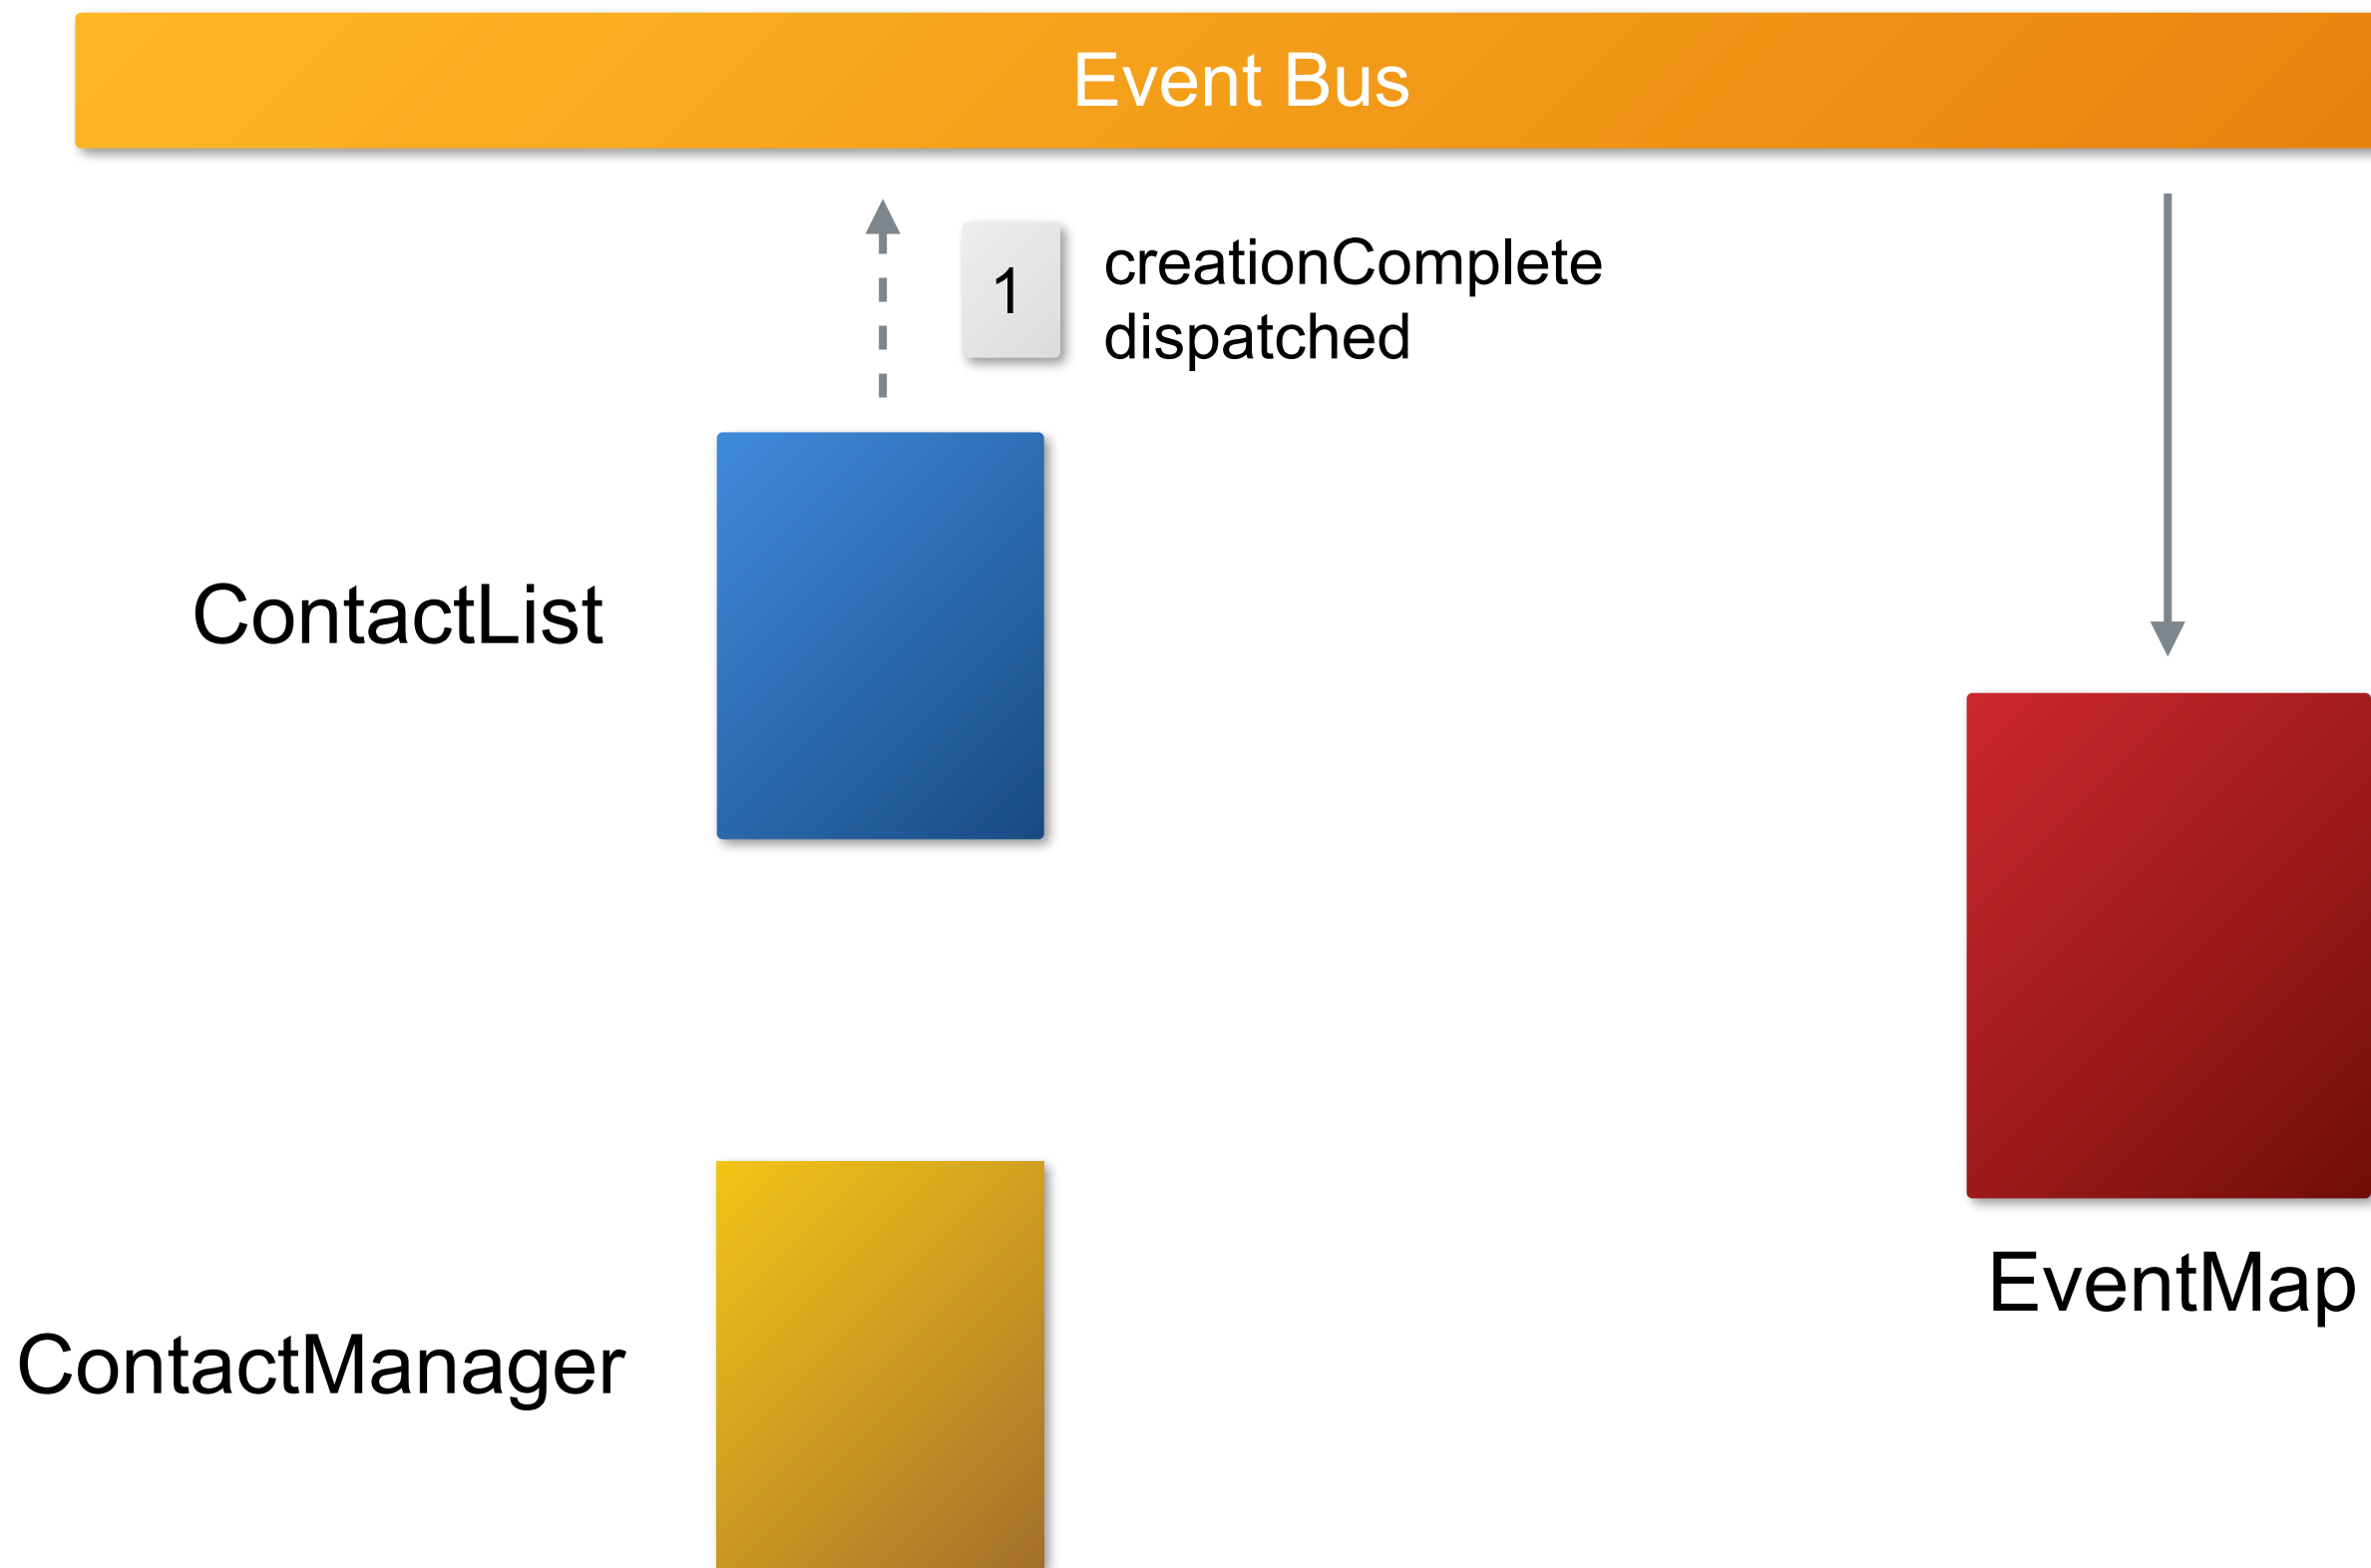 Event Bus
1
creationComplete
dispatched
ContactList
EventMap
ContactManager